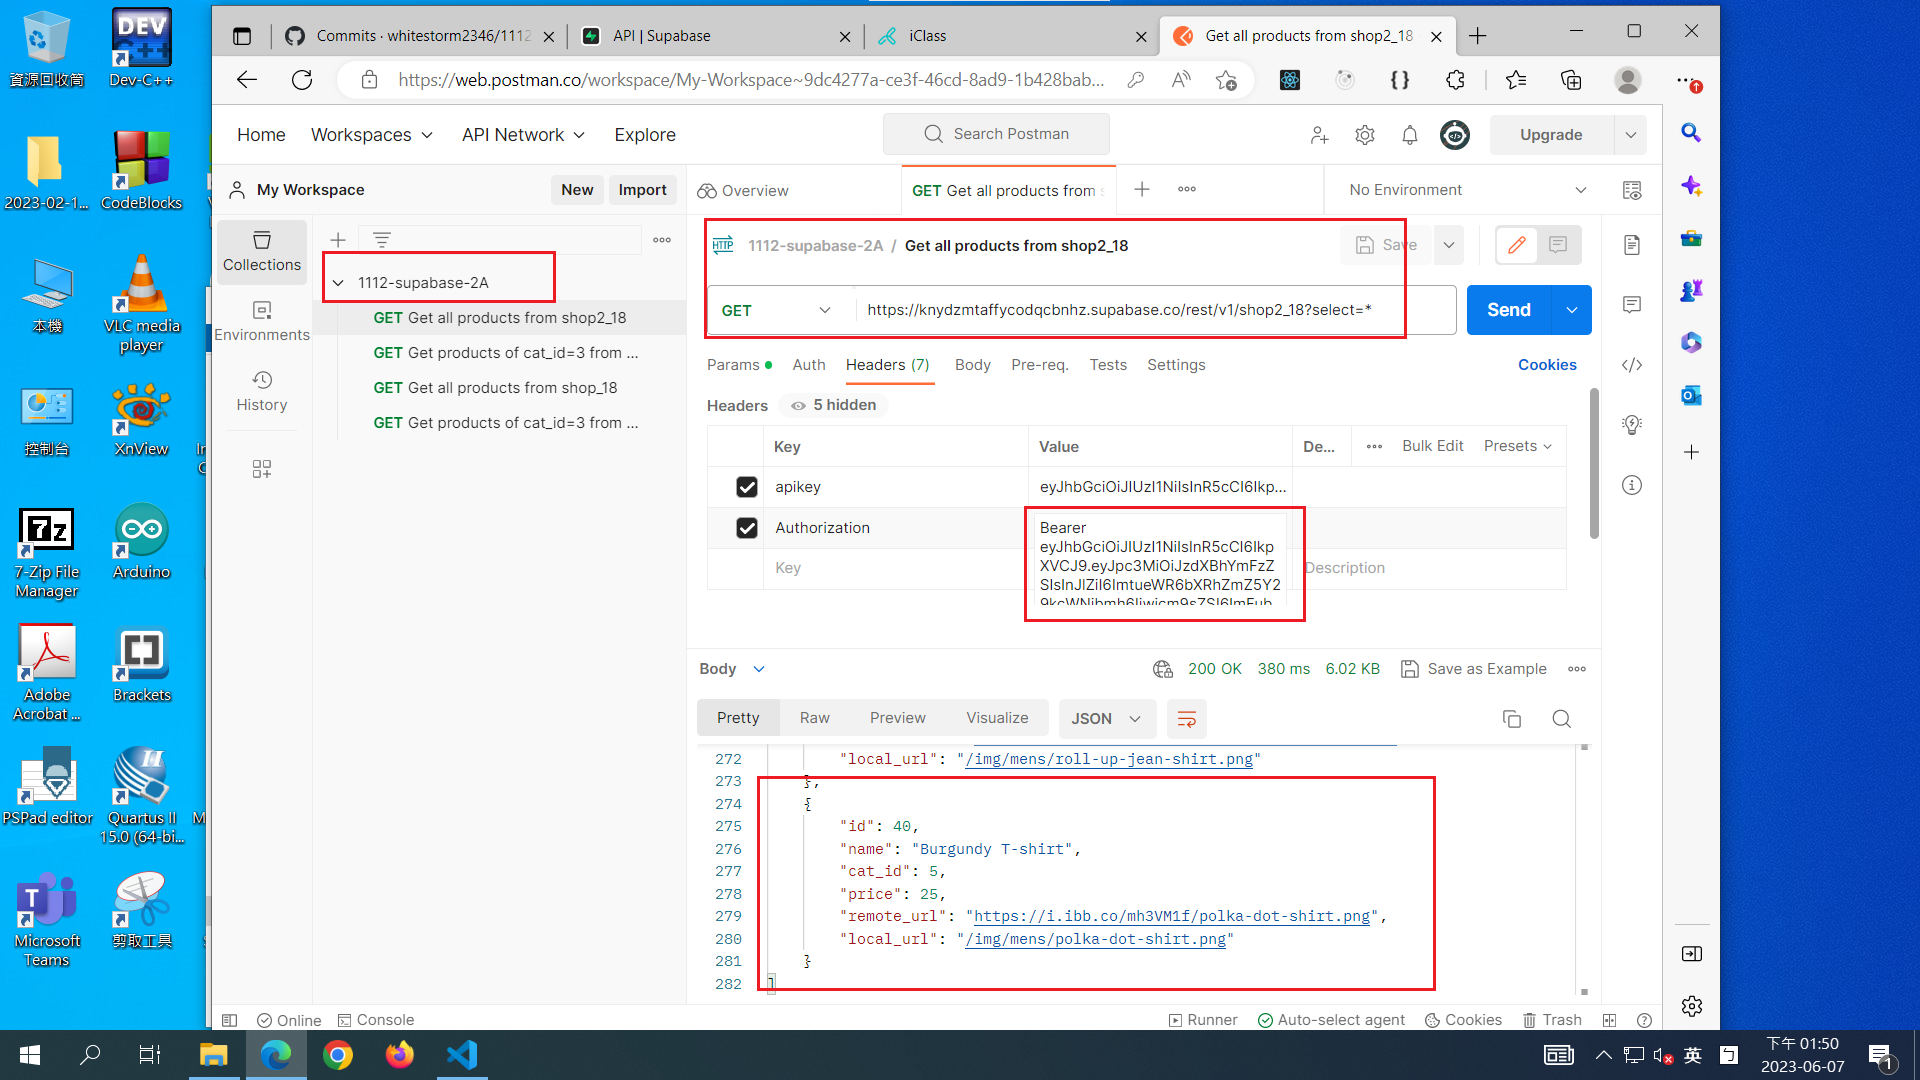 Commits · whitestorm2346/1112
API | Supabase
iClass
Get all products from shop2_18
https://web.postman.co/workspace/My-Workspace~9dc4277a-ce3f-46cd-8ad9-1b428bab...
Home
Workspaces
API Network
Explore
Search Postman
Upgrade
My Workspace
New
Import
Overview
GET Get all products from
No Environment
Collections
Environments
History
1112-supabase-2A
GET Get all products from shop2_18
GET Get products of cat_id=3 from ...
GET Get all products from shop_18
GET Get products of cat_id=3 from ...
HTTP 1112-supabase-2A / Get all products from shop2_18
Save
GET
https://knydzmtaffycodqcbnhz.supabase.co/rest/v1/shop2_18?select=*
Send
Params
Auth
Headers (7)
Body
Pre-req.
Tests
Settings
Cookies
Headers
5 hidden
Key
Value
De...
Bulk Edit
Presets
apikey
eyJhbGciOiJIUzI1NiIsInR5cCI6Ikp...
Authorization
Bearer
eyJhbGciOiJIUzI1NiIsInR5cCI6Ikp
XVCJ9.eyJpc3MiOiJzdXBhYmFzZ
SIsInJlZiI6ImtueWR6bXRhZmZ5Y2
9kcWNibmh6Iiwicm9sZSI6ImFub
Key
Description
Body
200 OK
380 ms
6.02 KB
Save as Example
Pretty
Raw
Preview
Visualize
JSON
272 "local_url": "/img/mens/roll-up-jean-shirt.png"
273 },
274 {
275 "id": 40,
276 "name": "Burgundy T-shirt",
277 "cat_id": 5,
278 "price": 25,
279 "remote_url": "https://i.ibb.co/mh3VM1f/polka-dot-shirt.png",
280 "local_url": "/img/mens/polka-dot-shirt.png"
281 }
282 ]
Online
Console
Runner
Auto-select agent
Cookies
Trash
資源回收筒
DEV
Dev-C++
2023-02-1...
CodeBlocks
本機
VLC media
player
控制台
XnView
7z
7-Zip File
Manager
Arduino
Adobe
Acrobat ...
Brackets
PSPad editor
Quartus II
15.0 (64-bi...
Microsoft
Teams
剪取工具
英
下午 01:50
2023-06-07
1